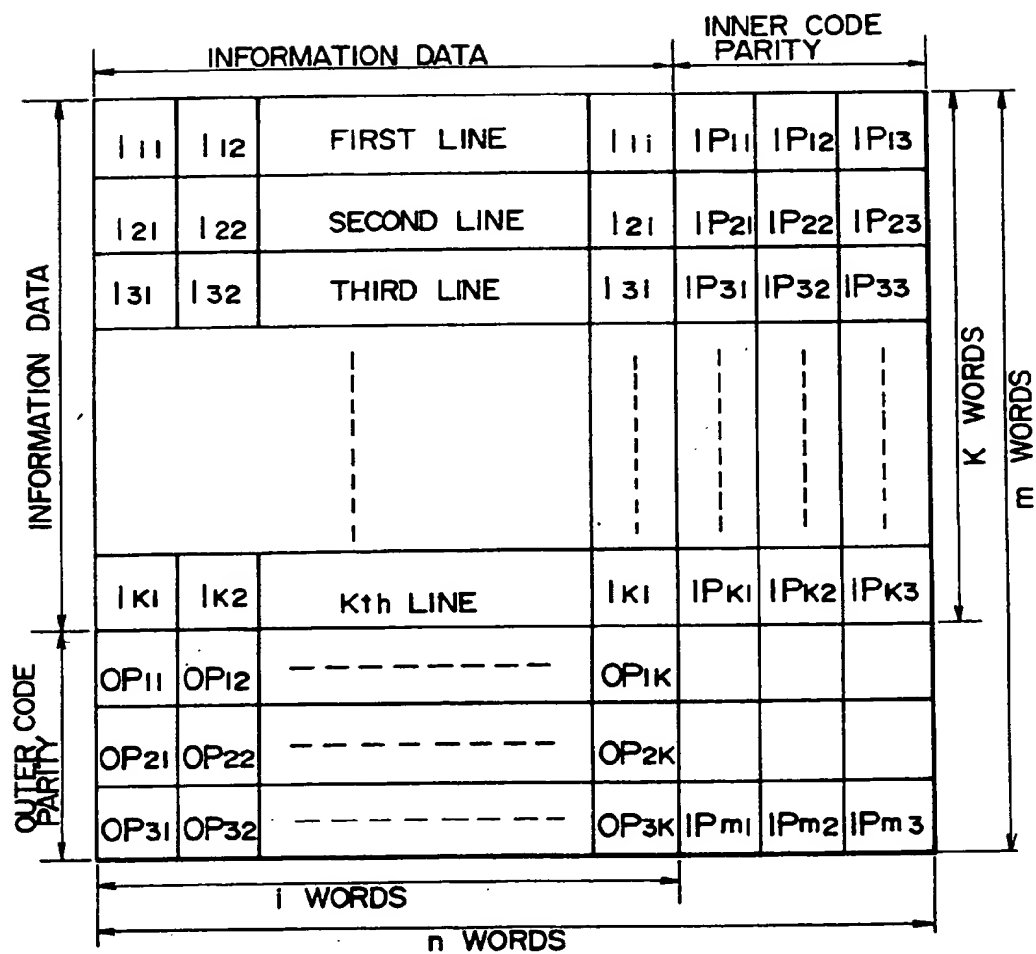 INFORMATION DATA
INNER CODE
PARITY
I11 I12 FIRST LINE I1i IP11 IP12 IP13
I21 I22 SECOND LINE I2i IP21 IP22 IP23
I31 I32 THIRD LINE I3i IP31 IP32 IP33
IK1 IK2 Kth LINE IK1 IPK1 IPK2 IPK3
OP11 OP12 OP1K
OP21 OP22 OP2K
OP31 OP32 OP3K IPm1 IPm2 IPm3
INFORMATION DATA
OUTER CODE
PARITY
K WORDS
m WORDS
i WORDS
n WORDS